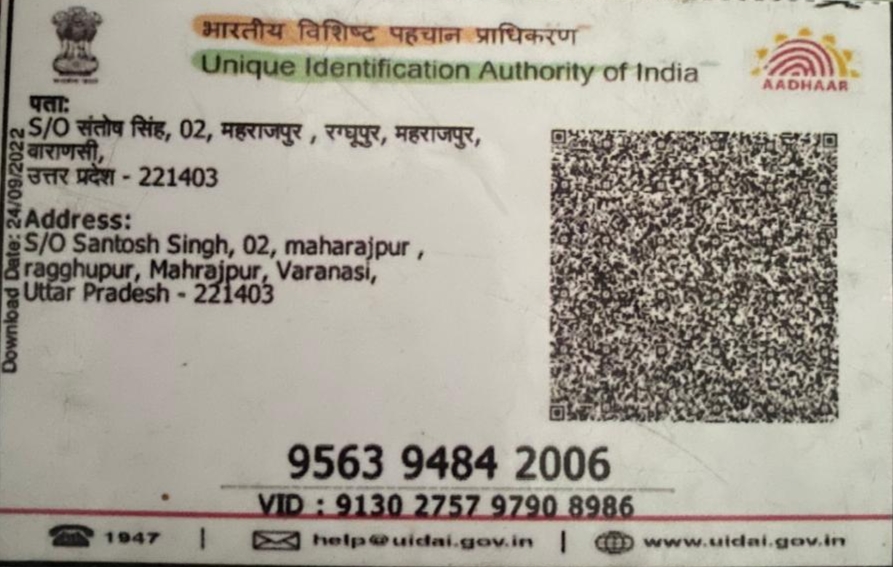 भारतीय विशिष्ट पहचान प्राधिकरण
Unique Identification Authority of India
AADHAAR
पता:
S/O संतोष सिंह, 02, महराजपुर , रग्घूपुर, महराजपुर,
वाराणसी,
उत्तर प्रदेश - 221403
Address:
S/O Santosh Singh, 02, maharajpur ,
ragghupur, Mahrajpur, Varanasi,
Uttar Pradesh - 221403
Download Date: 24/09/2022
9563 9484 2006
VID : 9130 2757 9790 8986
1947 | help@uidai.gov.in | www.uidai.gov.in